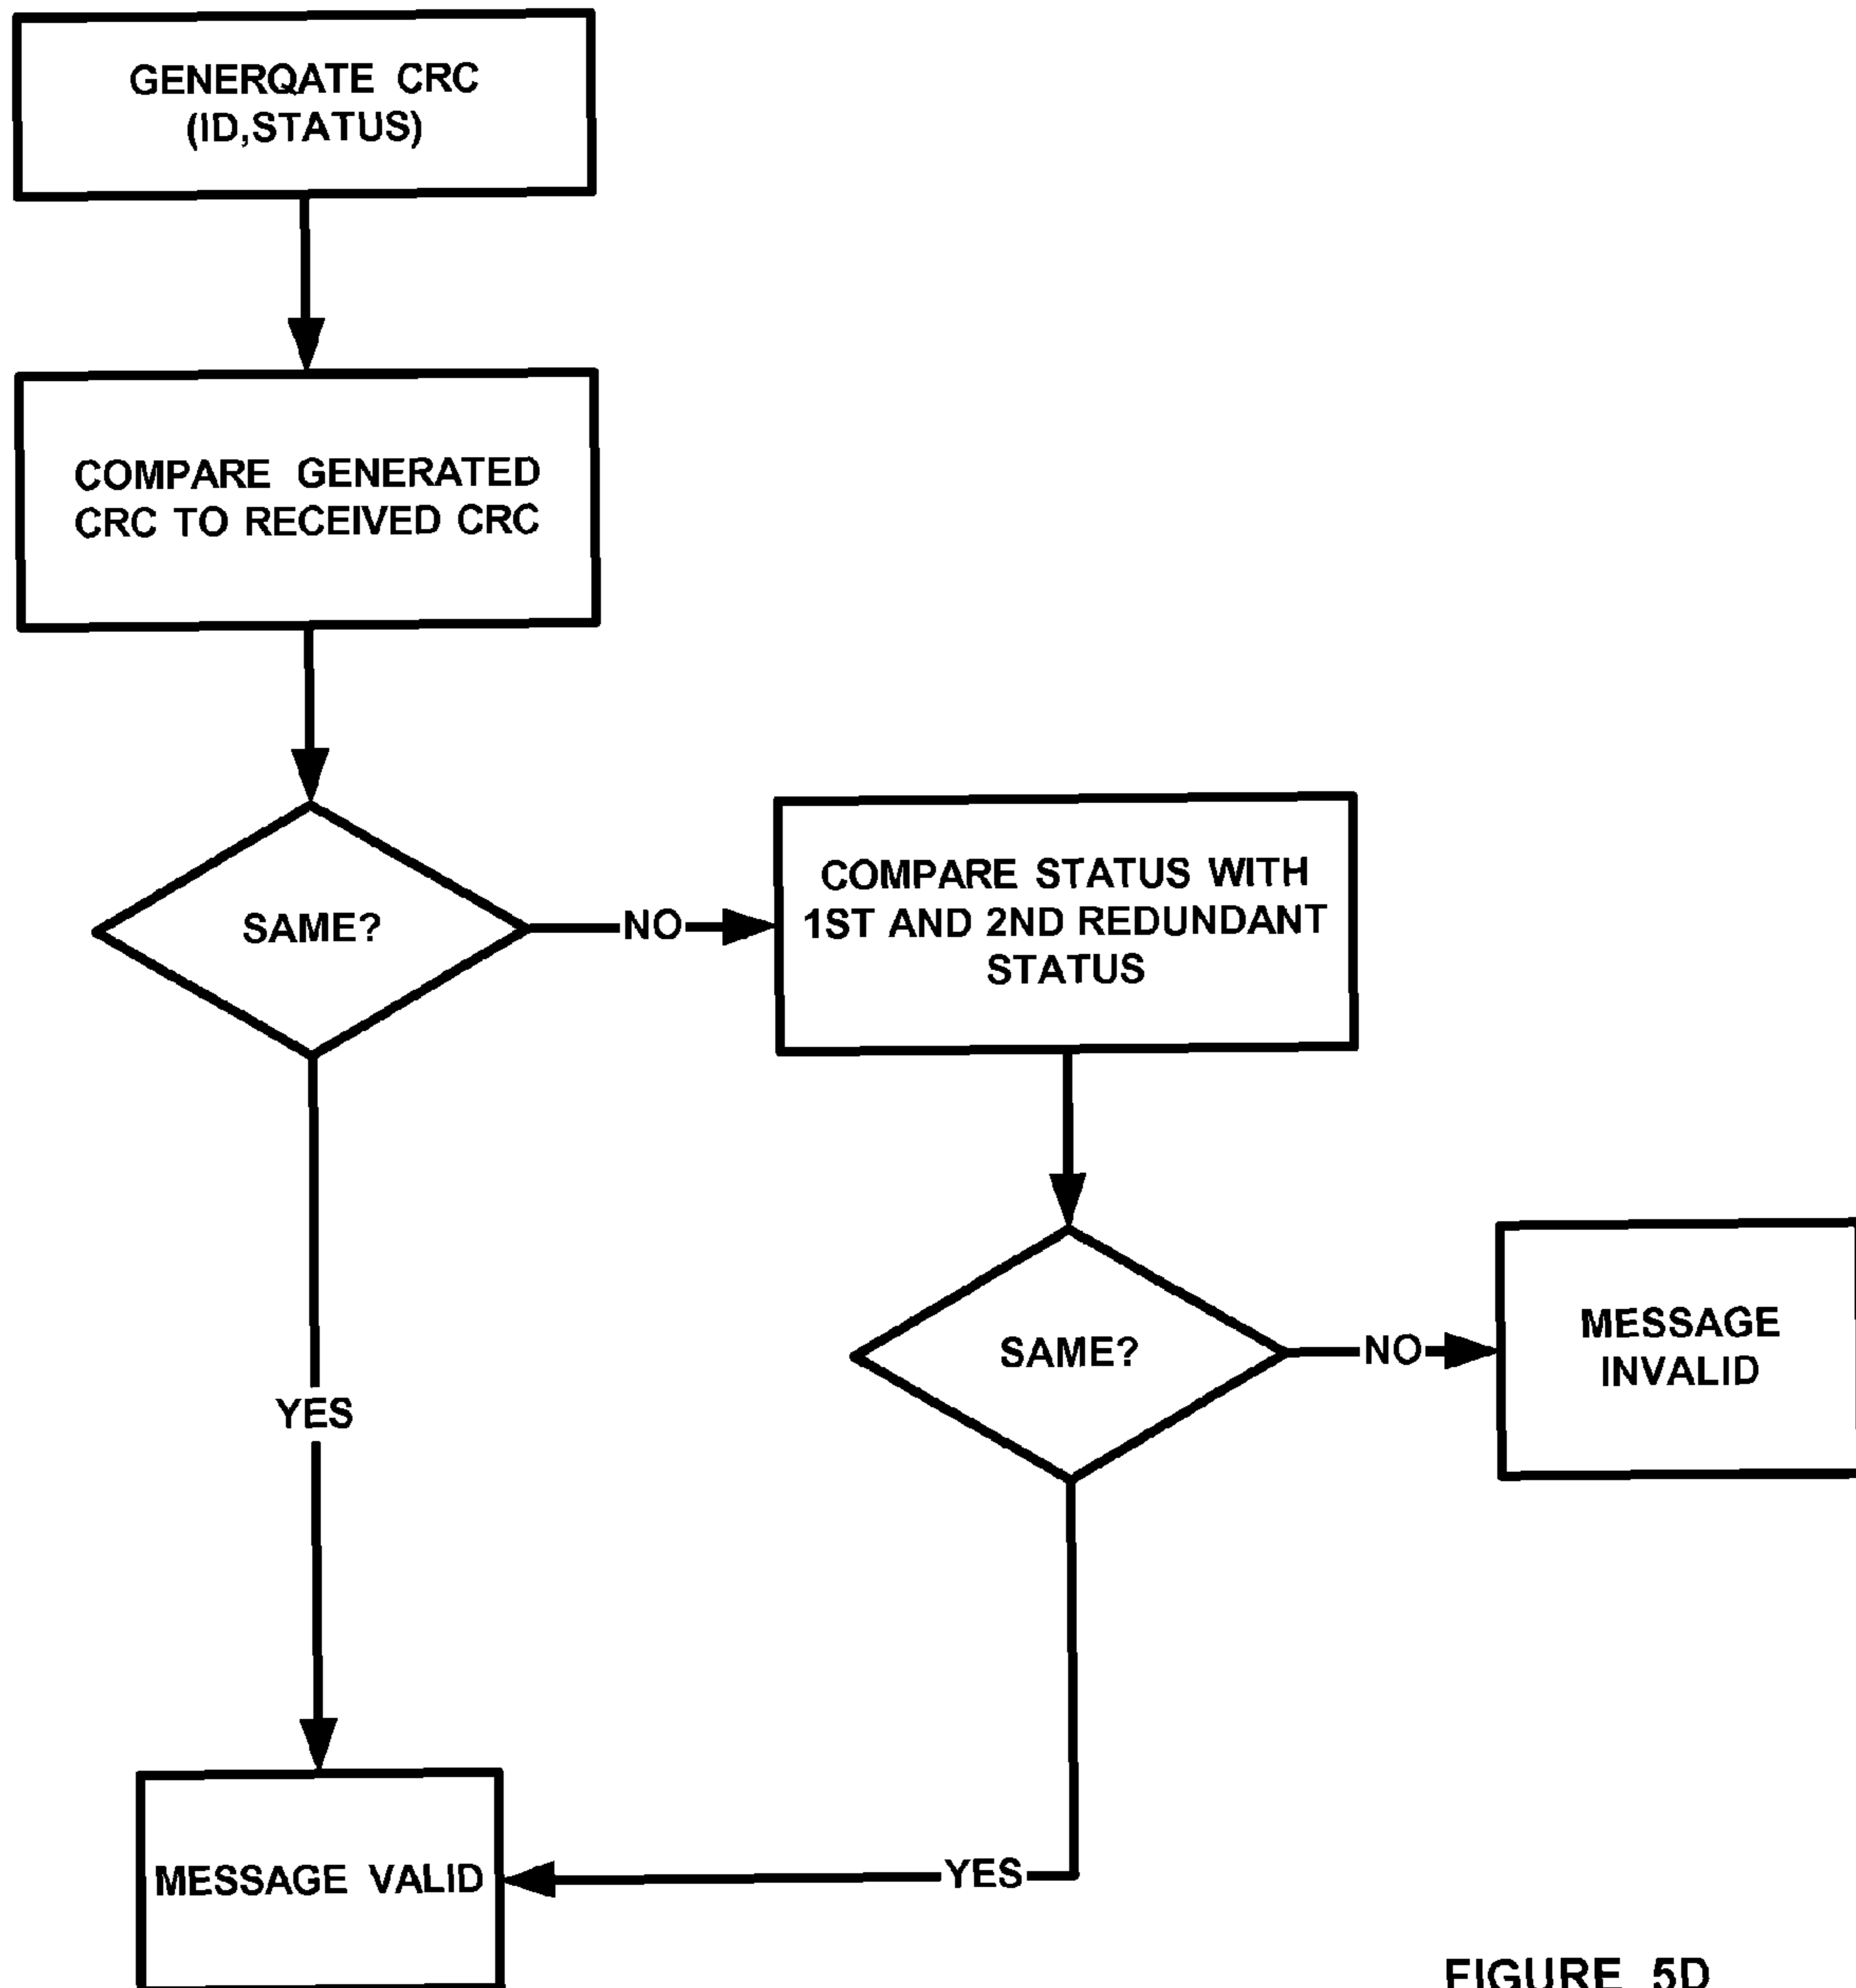 GENERQATE CRC
(ID,STATUS)
COMPARE GENERATED
CRC TO RECEIVED CRC
SAME?
NO
COMPARE STATUS WITH
1ST AND 2ND REDUNDANT
STATUS
SAME?
NO
MESSAGE
INVALID
YES
MESSAGE VALID
YES
FIGURE 5D